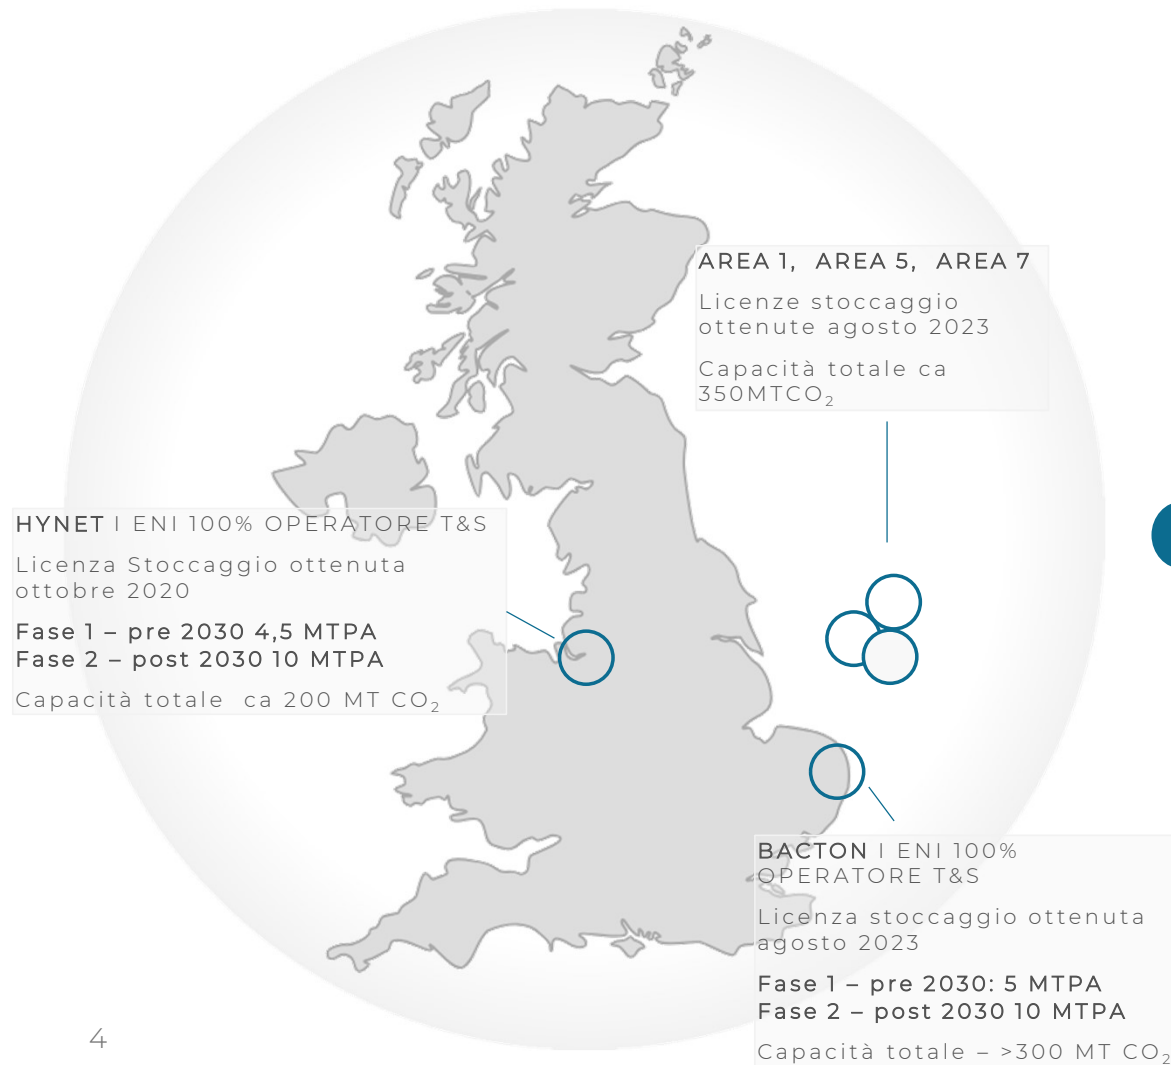 AREA 1, AREA 5, AREA 7
Licenze stoccaggio
ottenute agosto 2023
Capacità totale ca
350MTCO₂
HYNET I ENI 100% OPERATORE T&S
Licenza Stoccaggio ottenuta
ottobre 2020
Fase 1 – pre 2030 4,5 MTPA
Fase 2 – post 2030 10 MTPA
Capacità totale ca 200 MT CO₂
BACTON I ENI 100%
OPERATORE T&S
Licenza stoccaggio ottenuta
agosto 2023
Fase 1 – pre 2030: 5 MTPA
Fase 2 – post 2030 10 MTPA
Capacità totale – >300 MT CO₂
4